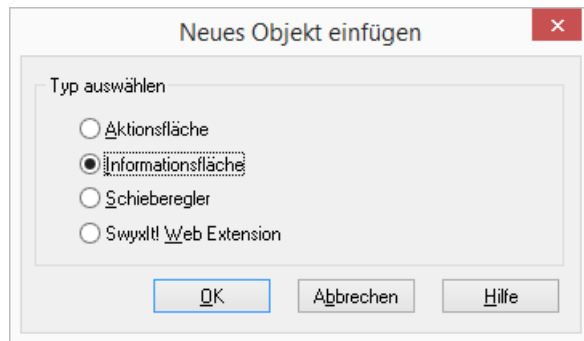 Neues Objekt einfügen
Typ auswählen
Aktionsfläche
Informationsfläche
Schieberegler
SwyxIt! Web Extension
OK Abbrechen Hilfe